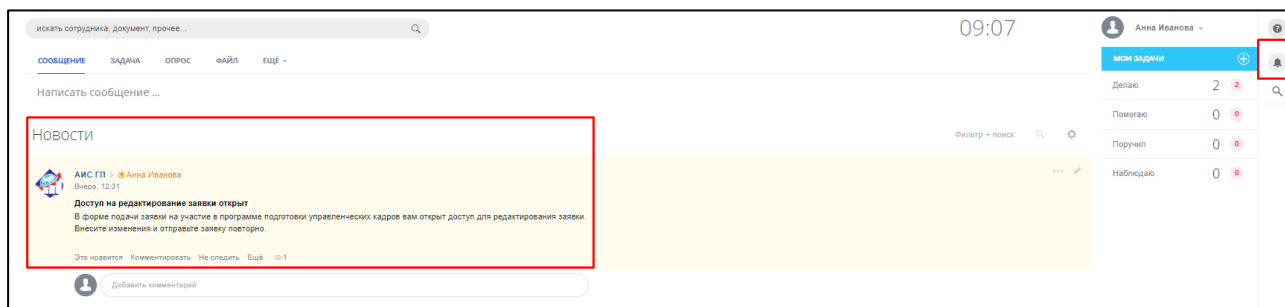 искать сотрудника, документ, прочее...
09:07
Анна Иванова
СООБЩЕНИЕ ЗАДАЧА ОПРОС ФАЙЛ ЕЩЁ
Написать сообщение ...
МОИ ЗАДАЧИ
Делаю 2 2
Помогаю 0 0
Поручил 0 0
Наблюдаю 0 0
Новости
Фильтр + поиск
АИС ГП > Анна Иванова
Вчера, 12:31
Доступ на редактирование заявки открыт
В форме подачи заявки на участие в программе подготовки управленческих кадров вам открыт доступ для редактирования заявки.
Внесите изменения и отправьте заявку повторно.
Это нравится Комментировать Не следить Ещё 1
Добавить комментарий